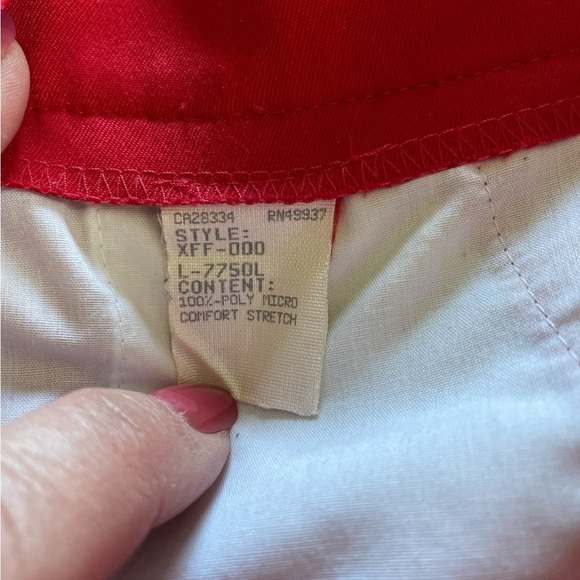 CA28334 RN49937
STYLE:
XFF-000
L-7750L
CONTENT:
100%-POLY MICRO
COMFORT STRETCH